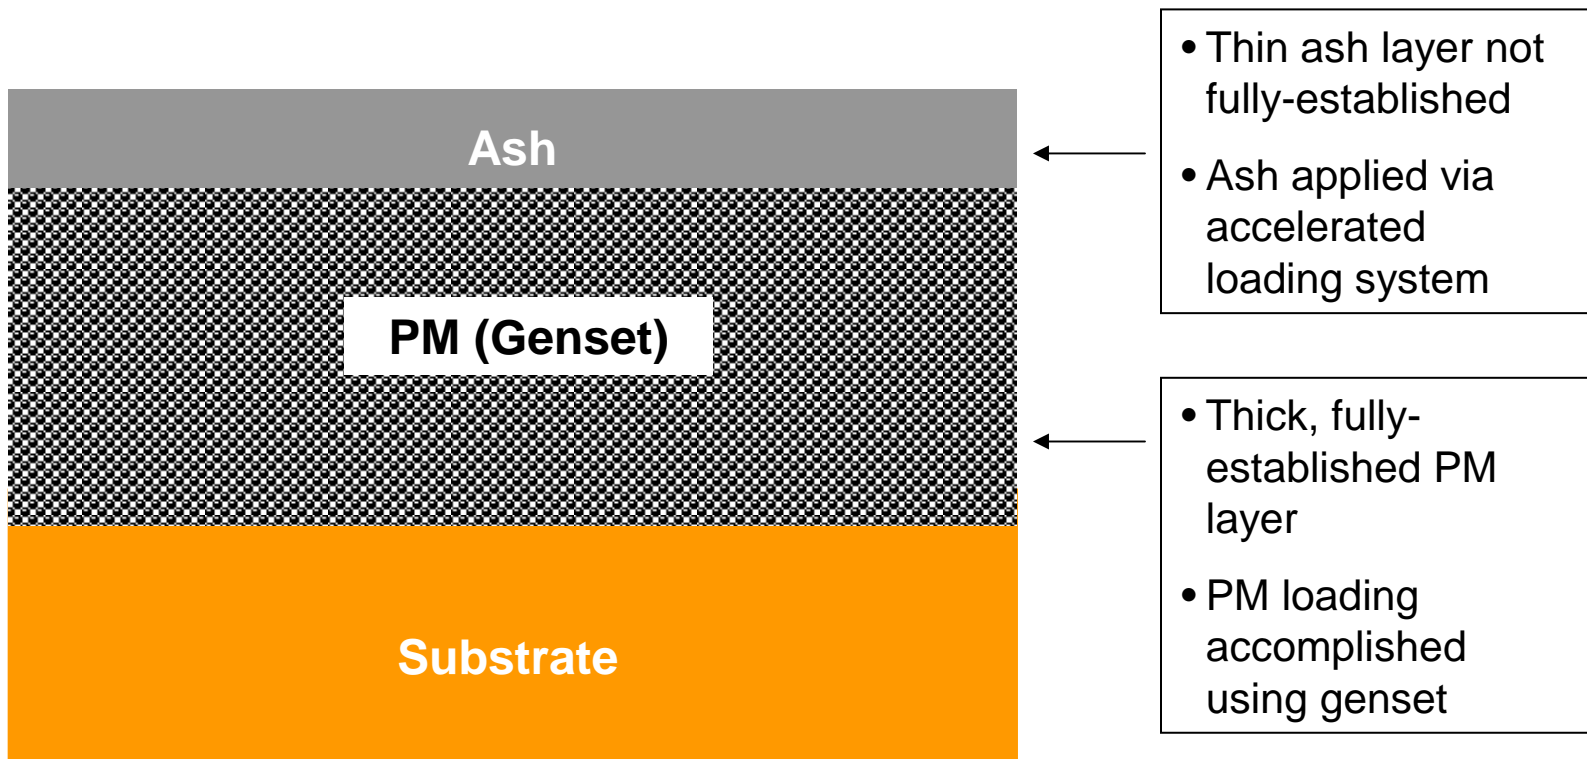 Ash
PM (Genset)
Substrate
• Thin ash layer not
fully-established
• Ash applied via
accelerated
loading system
• Thick, fully-
established PM
layer
• PM loading
accomplished
using genset